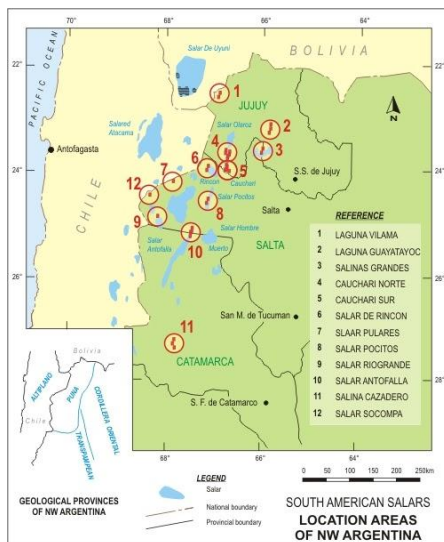 70°
68°
66°
64°
22°
24°
26°
28°
PACIFIC OCEAN
BOLIVIA
Salar De Uyuni
1
JUJUY
Salar Olaroz
2
Salared Atacama
4
3
Antofagasta
6
5
7
Rincon
Cauchari
S.S. de Jujuy
12
Salar Pocitos
8
CHILE
9
Salta
Salar Antofalla
10
Salar Hombre
Muerto
SALTA
San M. de Tucuman
11
CATAMARCA
S. F. de Catamarco
68°
66°
64°
22°
24°
26°
28°
N
REFERENCE
1 LAGUNA VILAMA
2 LAGUNA GUAYATAYOC
3 SALINAS GRANDES
4 CAUCHARI NORTE
5 CAUCHARI SUR
6 SALAR DE RINCON
7 SLAAR PULARES
8 SALAR POCITOS
9 SALAR RIOGRANDE
10 SALAR ANTOFALLA
11 SALINA CAZADERO
12 SALAR SOCOMPA
0 50 100 150 200 250km
Bolivia
ALTIPLANO
PUNA
CORDILLERA ORIENTAL
Chile
TRANSPAMPEAN
GEOLOGICAL PROVINCES
OF NW ARGENTINA
LEGEND
Salar
National boundary
Provincial boundary
SOUTH AMERICAN SALARS
LOCATION AREAS
OF NW ARGENTINA